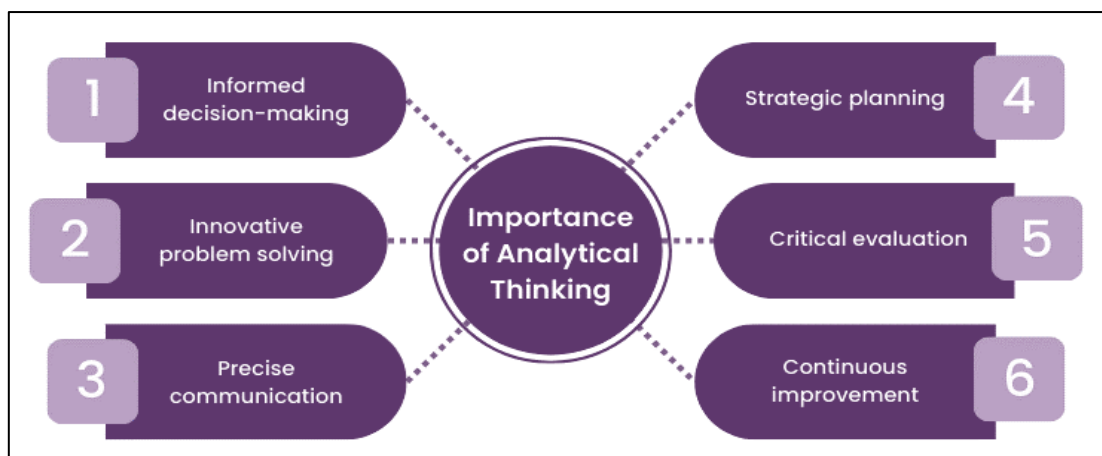 1
Informed
decision-making
2
Innovative
problem solving
3
Precise
communication
Importance
of Analytical
Thinking
4
Strategic planning
5
Critical evaluation
6
Continuous
improvement